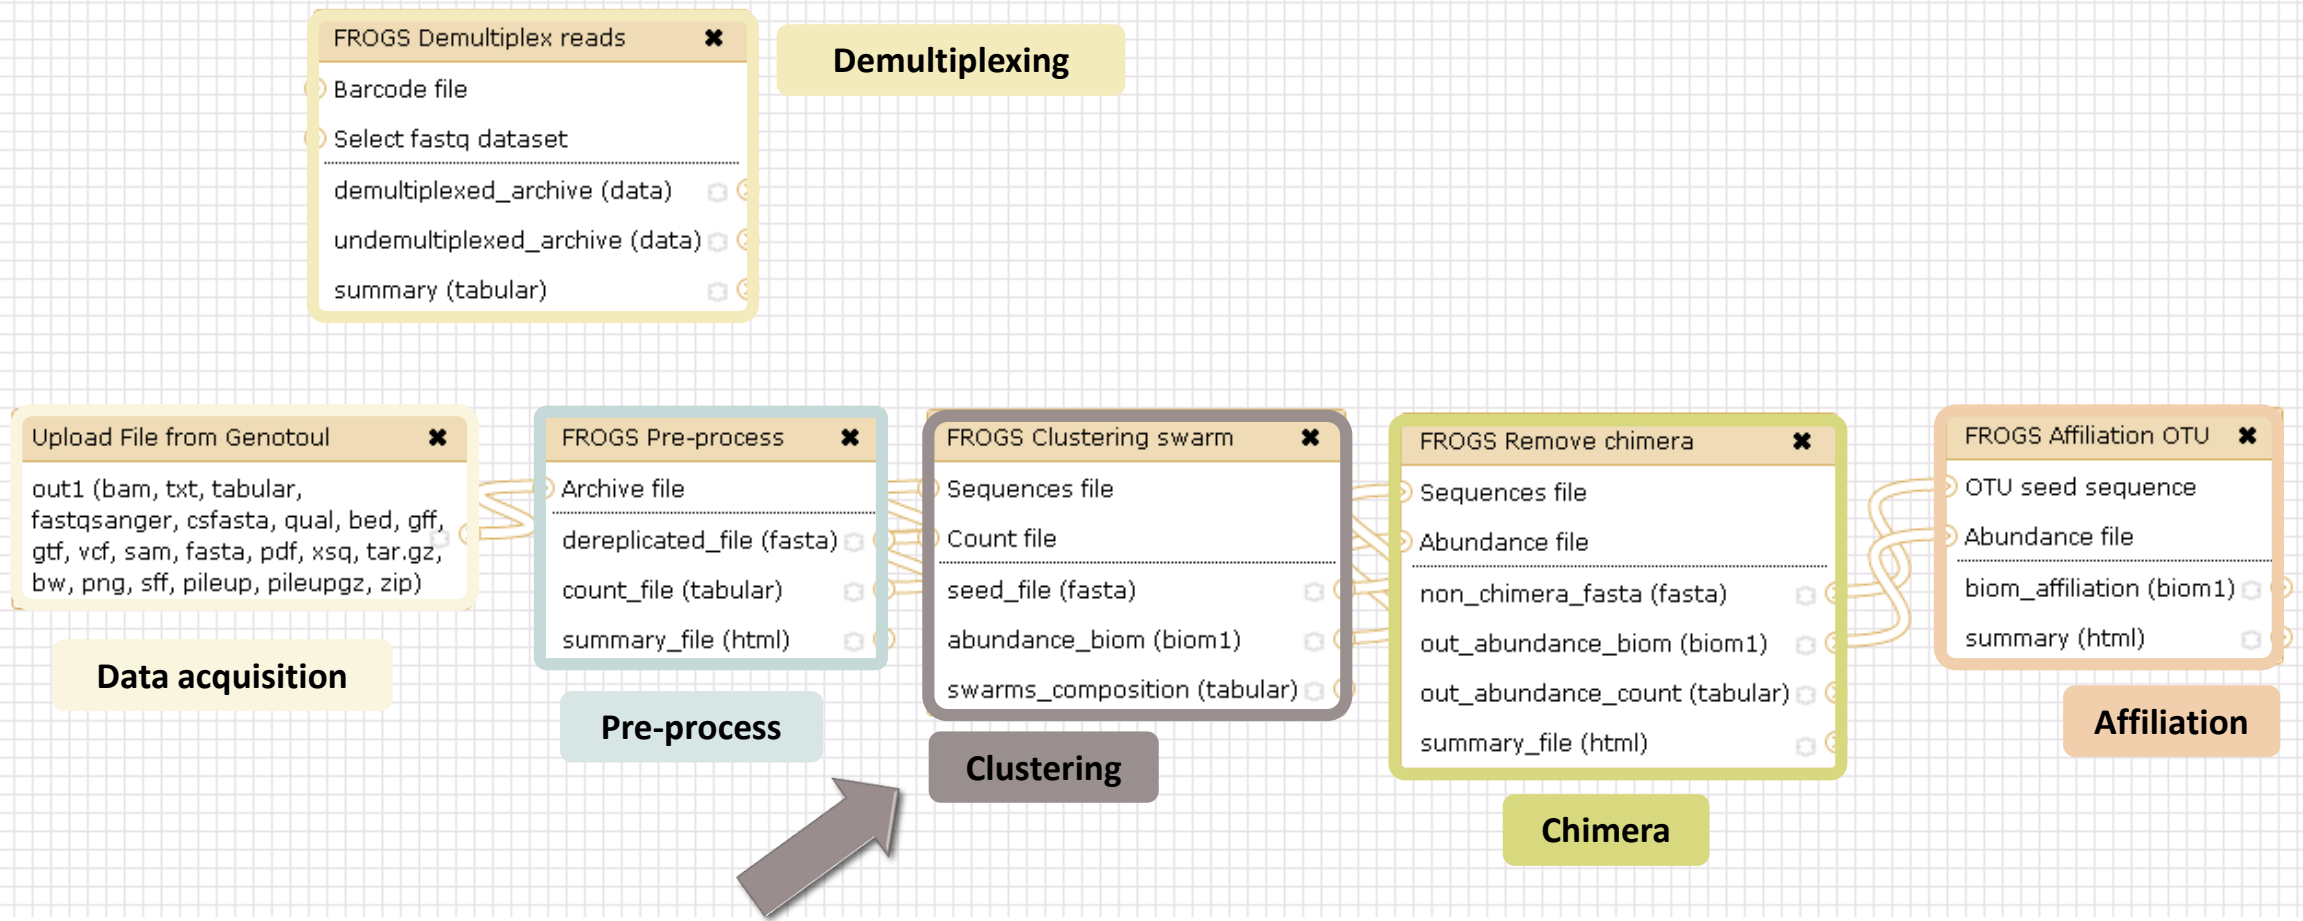 FROGS Demultiplex reads
Barcode file
Select fastq dataset
demultiplexed_archive (data)
undemultiplexed_archive (data)
summary (tabular)
Demultiplexing
Upload File from Genotoul
out1 (bam, txt, tabular,
fastqsanger, csfasta, qual, bed, gff,
gtf, vcf, sam, fasta, pdf, xsq, tar.gz,
bw, png, sff, pileup, pileupgz, zip)
Data acquisition
FROGS Pre-process
Archive file
dereplicated_file (fasta)
count_file (tabular)
summary_file (html)
Pre-process
FROGS Clustering swarm
Sequences file
Count file
seed_file (fasta)
abundance_biom (biom1)
swarms_composition (tabular)
Clustering
FROGS Remove chimera
Sequences file
Abundance file
non_chimera_fasta (fasta)
out_abundance_biom (biom1)
out_abundance_count (tabular)
summary_file (html)
Chimera
FROGS Affiliation OTU
OTU seed sequence
Abundance file
biom_affiliation (biom1)
summary (html)
Affiliation